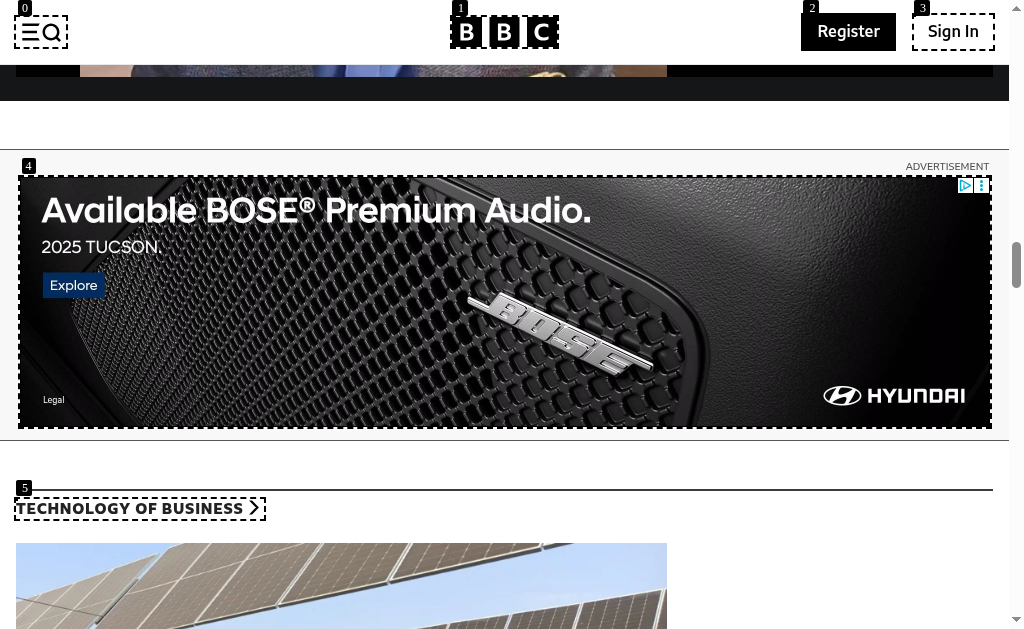 0
1
2
3
B B C
Register
Sign In
4
ADVERTISEMENT
Available BOSE® Premium Audio.
2025 TUCSON.
Explore
BOSE
Legal
HYUNDAI
5
TECHNOLOGY OF BUSINESS